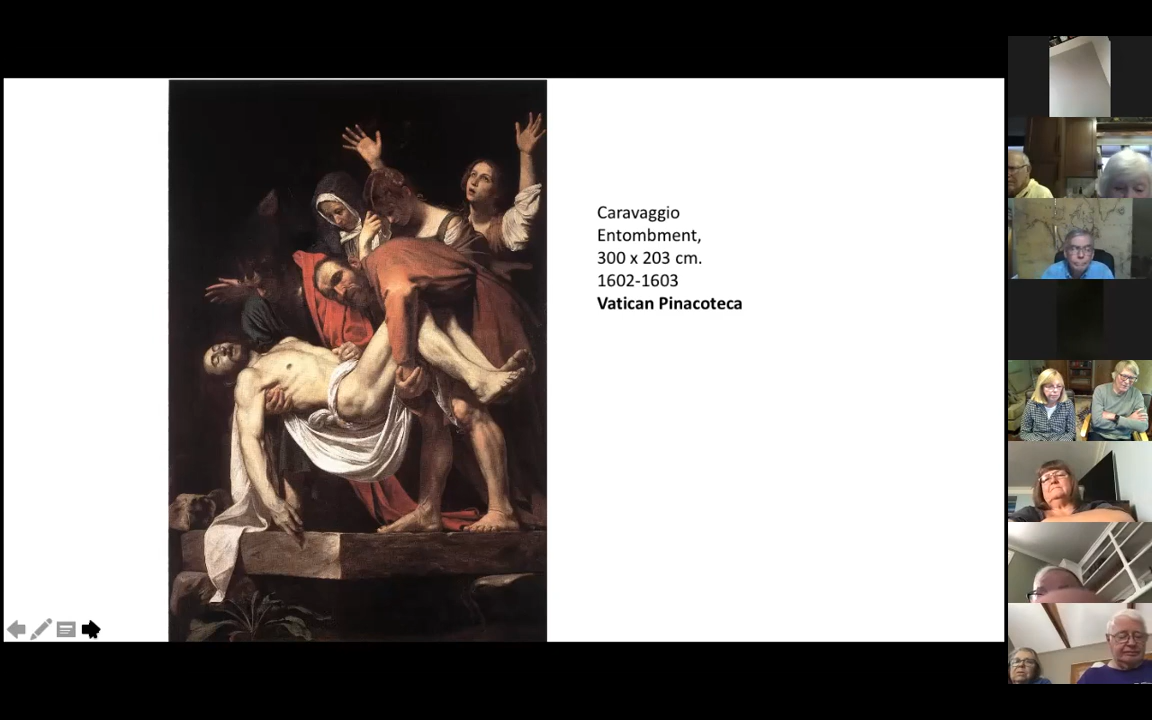 Caravaggio
Entombment,
300 x 203 cm.
1602-1603
Vatican Pinacoteca